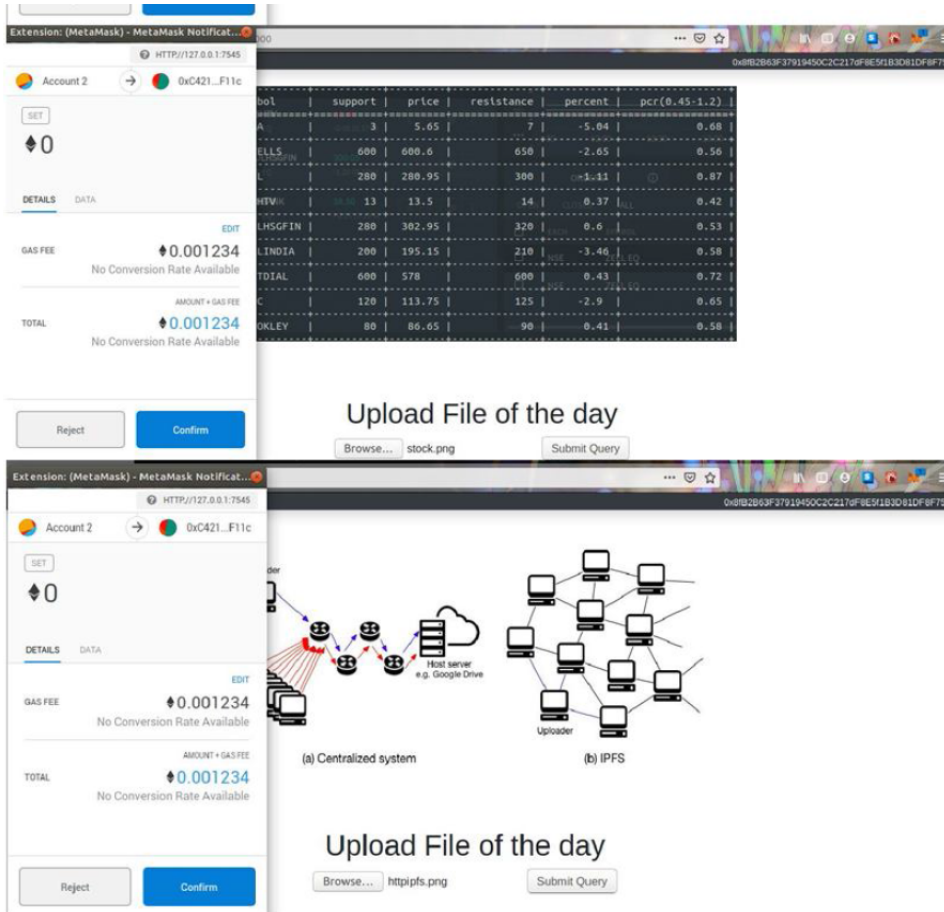 Extension: (MetaMask) - MetaMask Notificat...
HTTP://127.0.0.1:7545
Account 2
0xC421...F11c
SET
0
DETAILS DATA
EDIT
GAS FEE 0.001234
No Conversion Rate Available
AMOUNT + GAS FEE
TOTAL 0.001234
No Conversion Rate Available
Reject Confirm
bol | support | price | resistance | percent | pcr(0.45-1.2) |
A | 3 | 5.65 | 7 | -5.04 | 0.68 |
ELLS | 600 | 600.6 | 650 | -2.65 | 0.56 |
L | 280 | 280.95 | 300 | -1.11 | 0.87 |
HTV | 13 | 13.5 | 14 | 0.37 | 0.42 |
LHSGFIN | 280 | 302.95 | 320 | 0.6 | 0.53 |
LINDIA | 200 | 195.15 | 210 | -3.46 | 0.58 |
TDIAL | 600 | 578 | 600 | 0.43 | 0.72 |
C | 120 | 113.75 | 125 | -2.9 | 0.65 |
OKLEY | 80 | 86.65 | 90 | 0.41 | 0.58 |
Upload File of the day
Browse... stock.png Submit Query
Extension: (MetaMask) - MetaMask Notificat...
HTTP://127.0.0.1:7545
Account 2
0xC421...F11c
SET
0
DETAILS DATA
EDIT
GAS FEE 0.001234
No Conversion Rate Available
AMOUNT + GAS FEE
TOTAL 0.001234
No Conversion Rate Available
Reject Confirm
der
Host server
e.g. Google Drive
Uploader
(a) Centralized system
(b) IPFS
Upload File of the day
Browse... httpipfs.png Submit Query